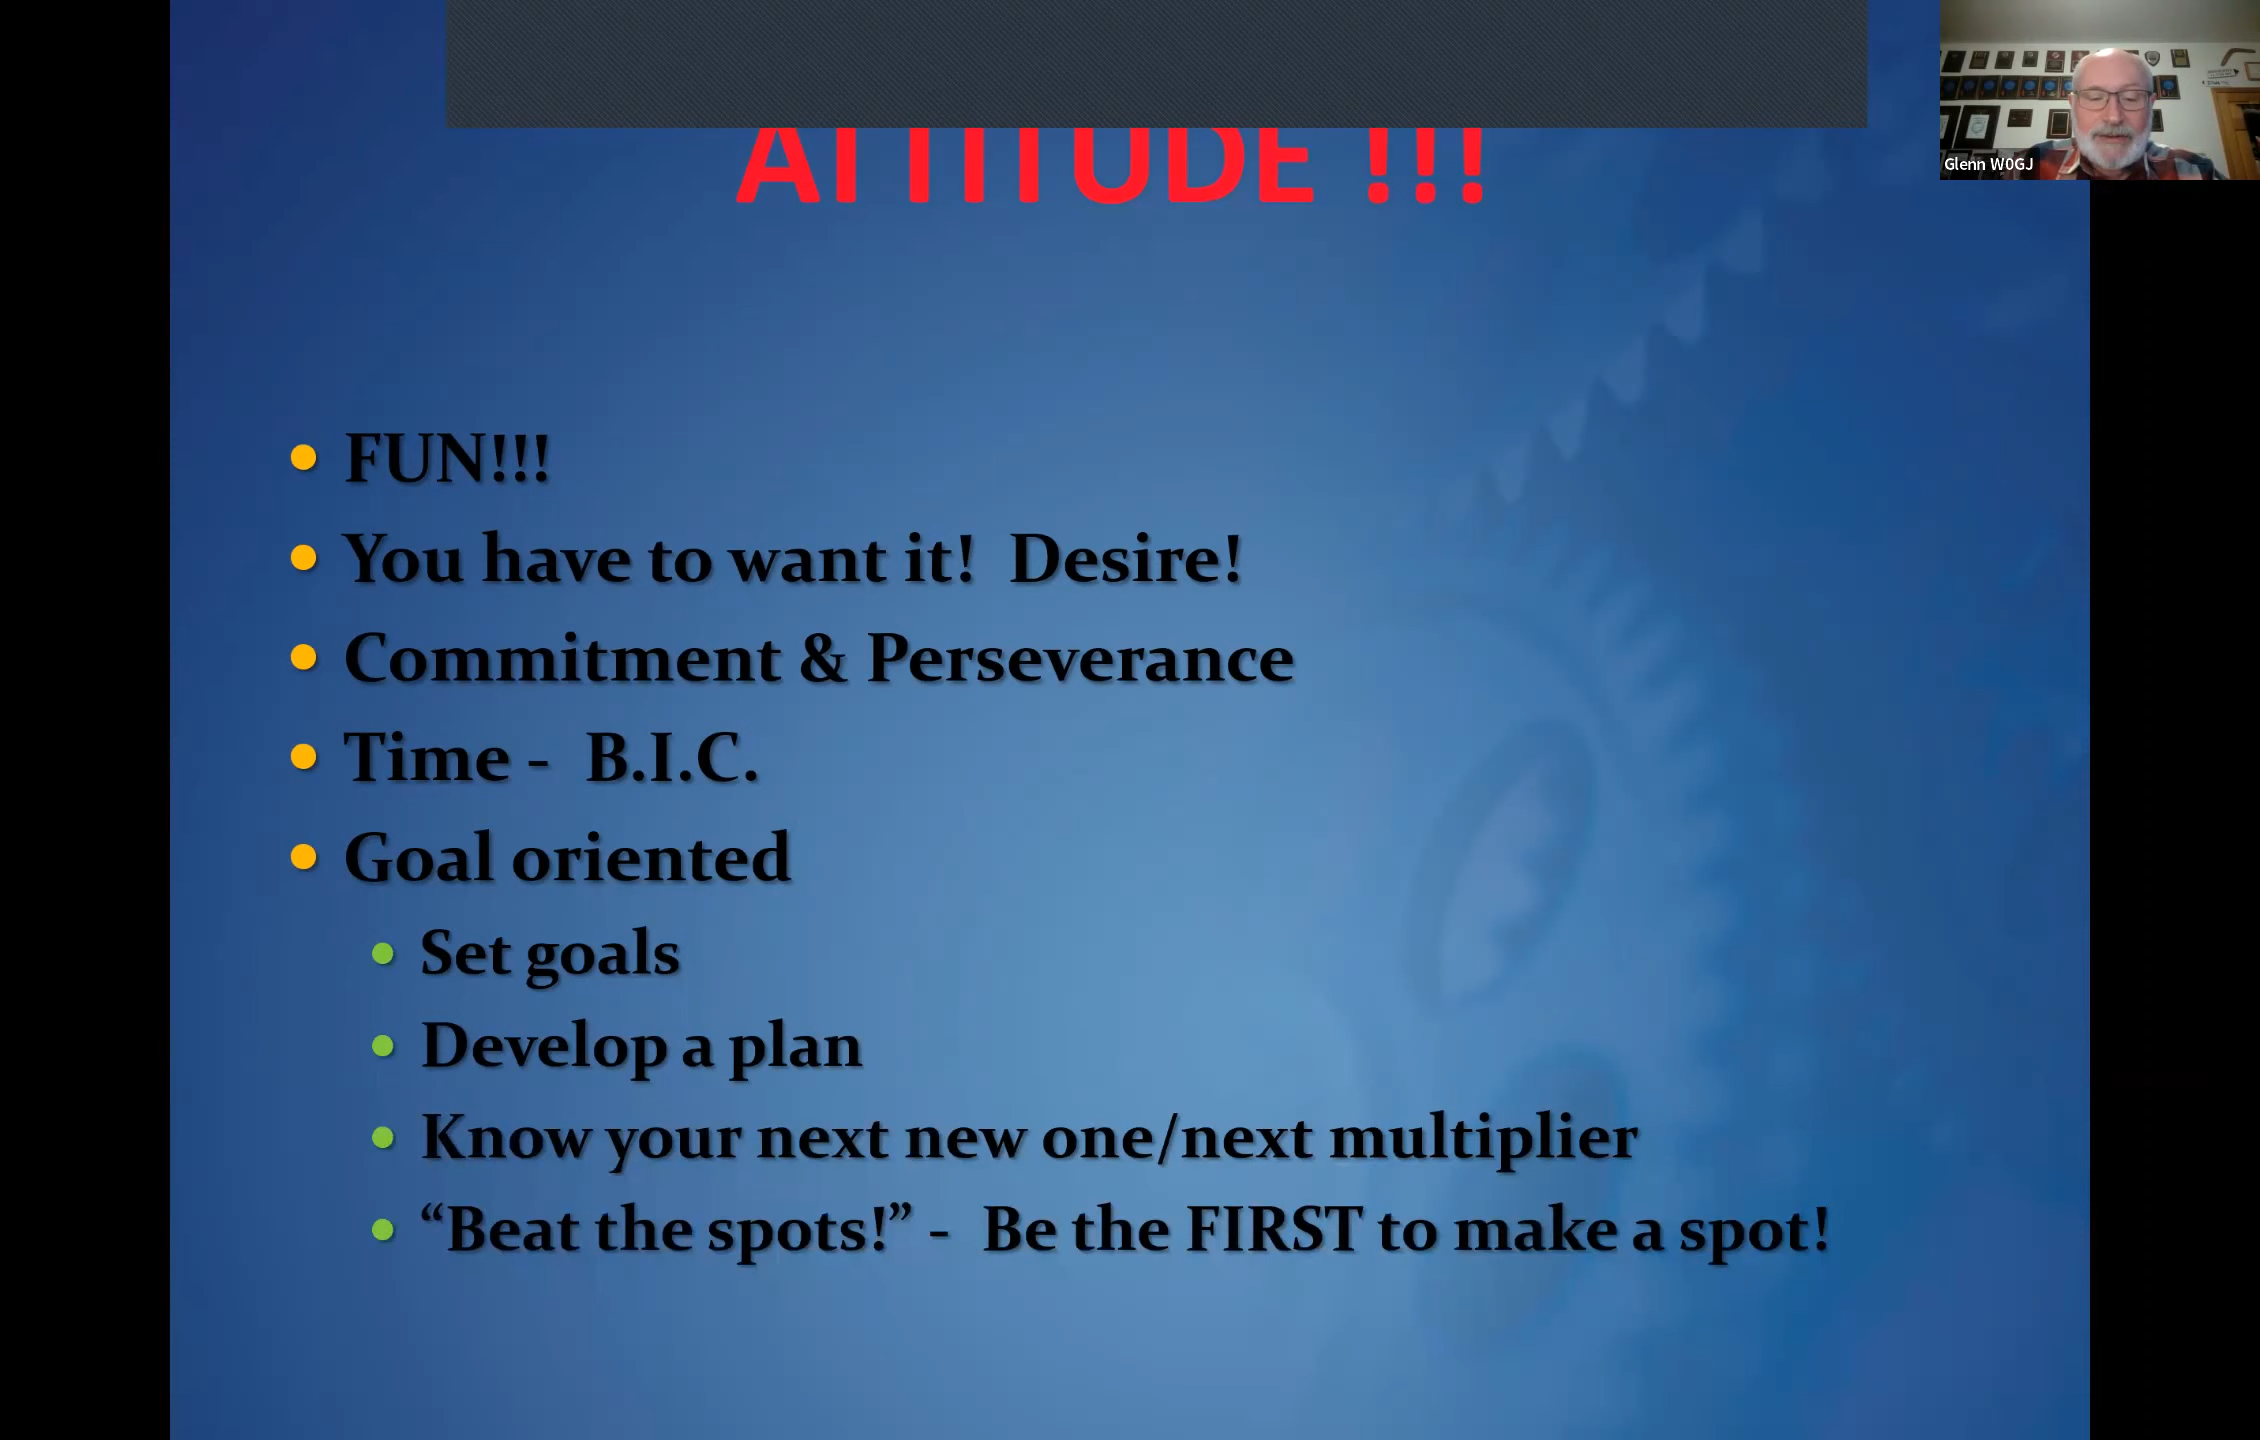 ATTITUDE !!!
Glenn W0GJ
FUN!!!
You have to want it! Desire!
Commitment & Perseverance
Time - B.I.C.
Goal oriented
Set goals
Develop a plan
Know your next new one/next multiplier
“Beat the spots!” - Be the FIRST to make a spot!